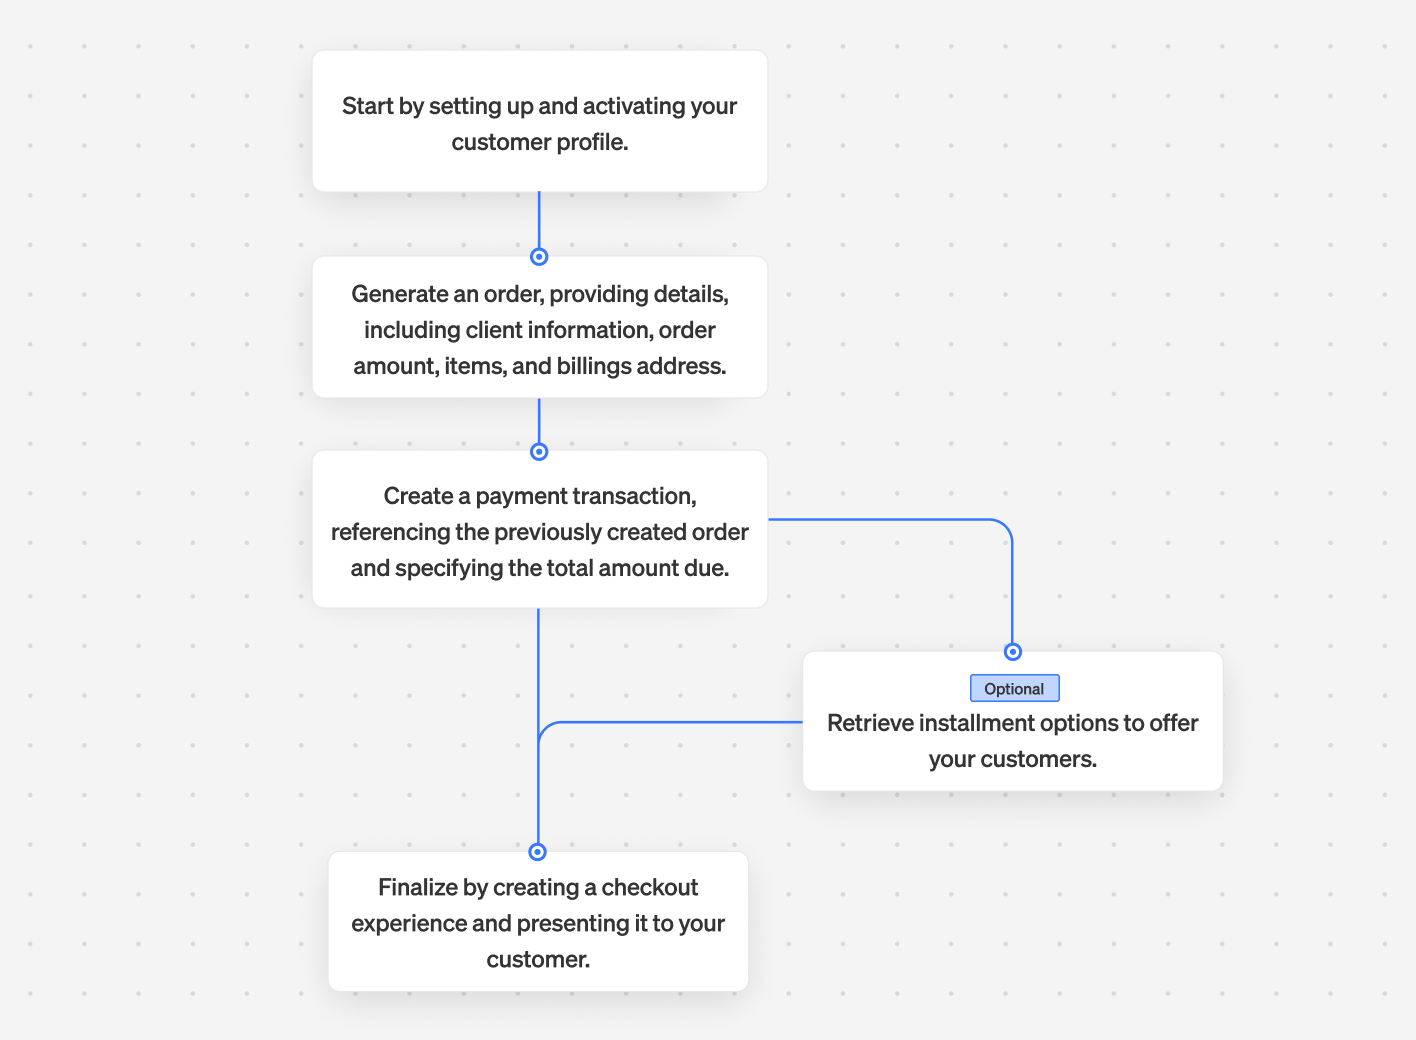 Start by setting up and activating your
customer profile.
Generate an order, providing details,
including client information, order
amount, items, and billings address.
Create a payment transaction,
referencing the previously created order
and specifying the total amount due.
Optional
Retrieve installment options to offer
your customers.
Finalize by creating a checkout
experience and presenting it to your
customer.